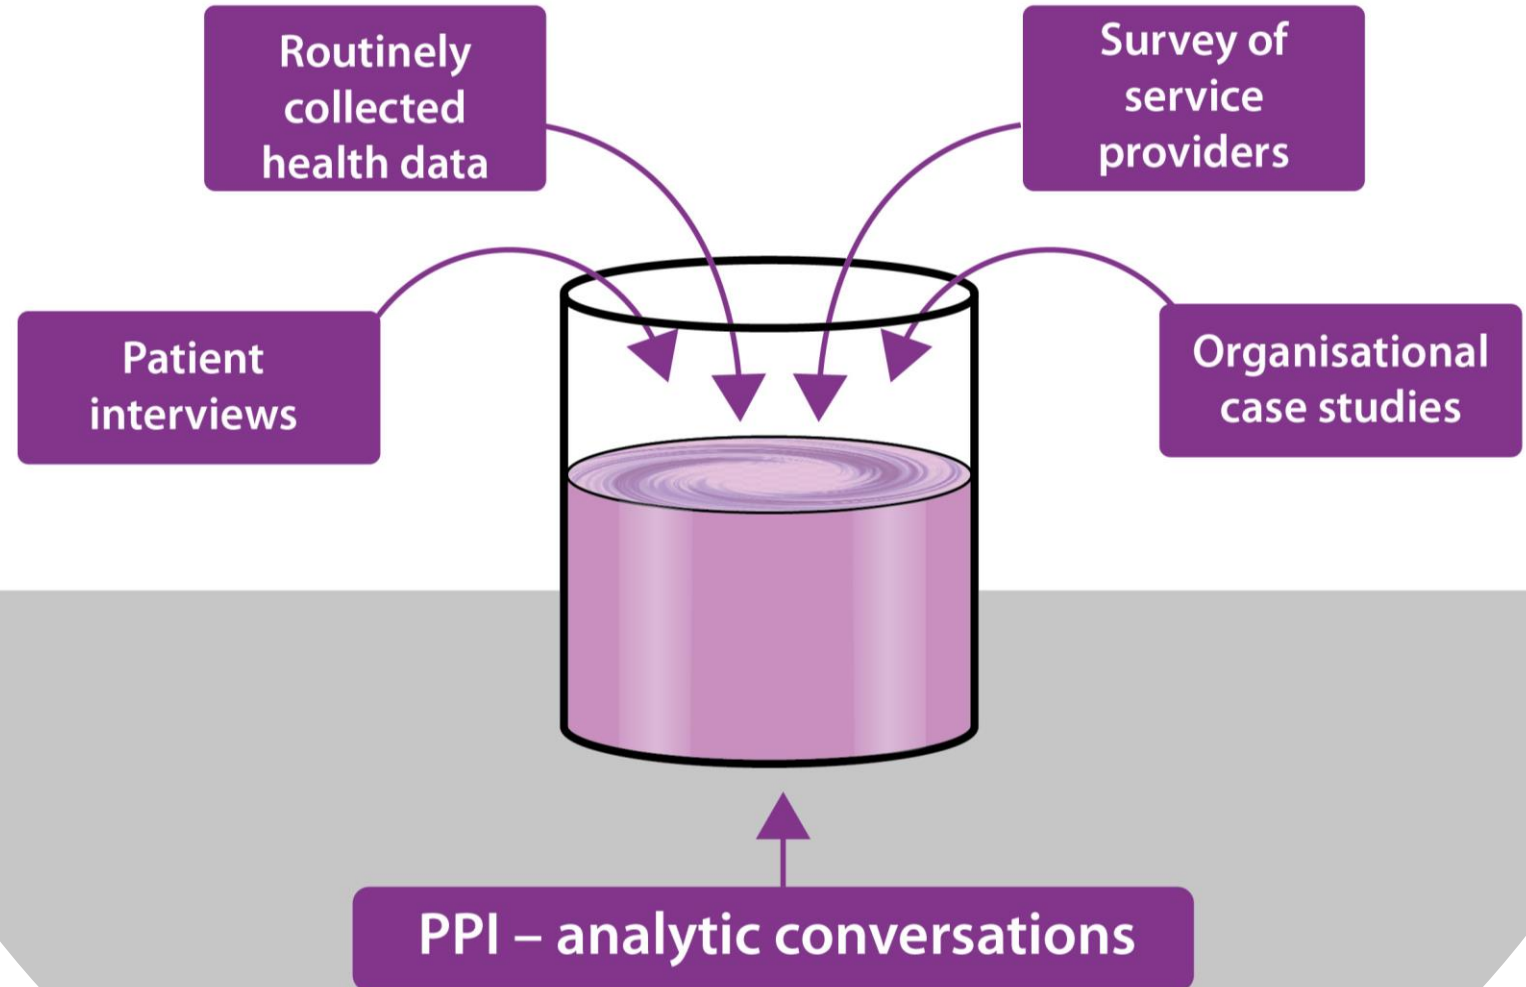 Routinely
collected
health data
Survey of
service
providers
Patient
interviews
Organisational
case studies
PPI – analytic conversations